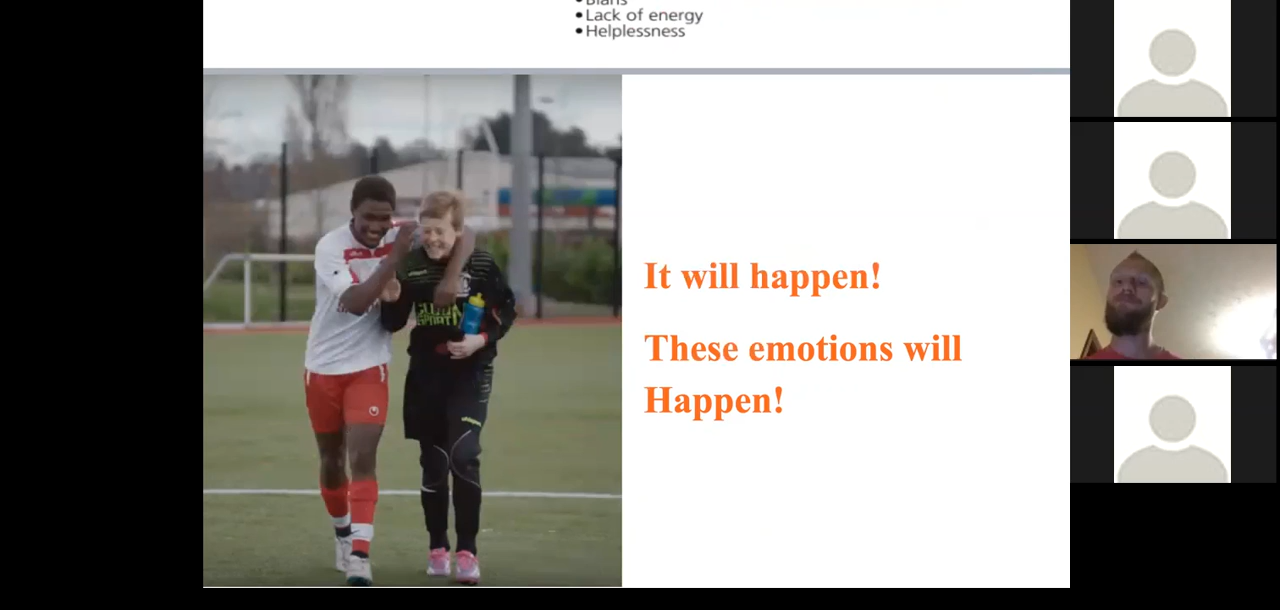 • Lack of energy
• Helplessness
It will happen!
These emotions will
Happen!